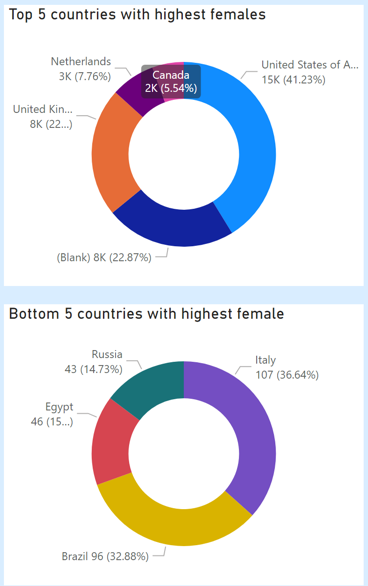 Top 5 countries with highest females
Netherlands
3K (7.76%)
Canada
2K (5.54%)
United States of A...
15K (41.23%)
United Kin...
8K (22...)
(Blank) 8K (22.87%)
Bottom 5 countries with highest female
Russia
43 (14.73%)
Italy
107 (36.64%)
Egypt
46 (15...)
Brazil 96 (32.88%)